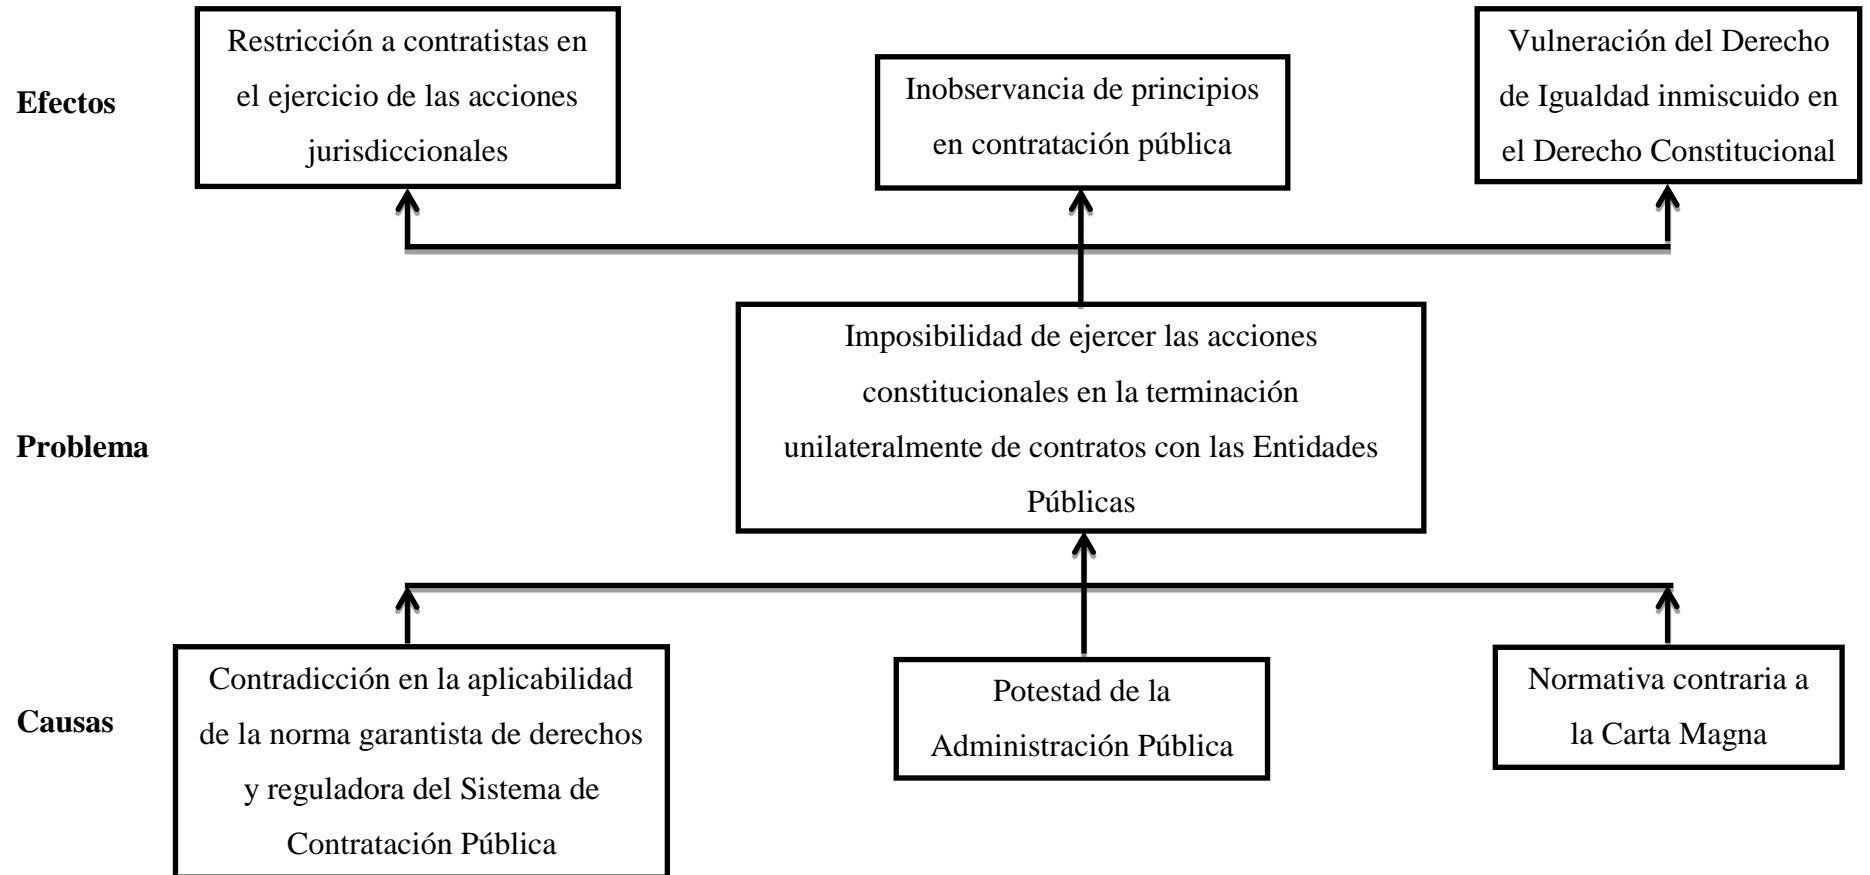 Efectos
Restricción a contratistas en
el ejercicio de las acciones
jurisdiccionales
Inobservancia de principios
en contratación pública
Vulneración del Derecho
de Igualdad inmiscuido en
el Derecho Constitucional
Problema
Imposibilidad de ejercer las acciones
constitucionales en la terminación
unilateralmente de contratos con las Entidades
Públicas
Causas
Contradicción en la aplicabilidad
de la norma garantista de derechos
y reguladora del Sistema de
Contratación Pública
Potestad de la
Administración Pública
Normativa contraria a
la Carta Magna